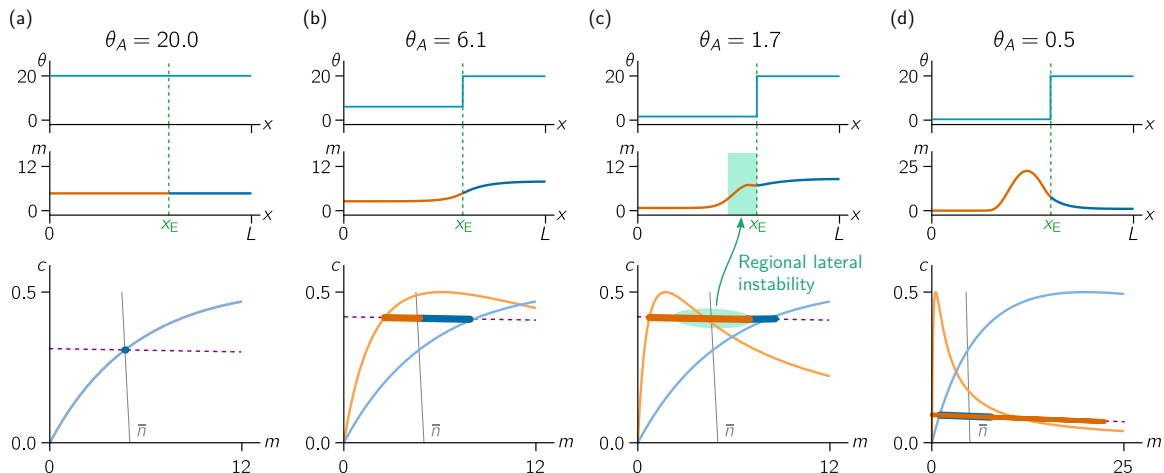 (a)
(b)
(c)
(d)
θ_A = 20.0
θ_A = 6.1
θ_A = 1.7
θ_A = 0.5
θ
20
0
x
θ
20
0
x
θ
20
0
x
θ
20
0
x
m
12
0
x_E
L
x
m
12
0
x_E
L
x
m
12
0
x_E
L
x
m
25
0
x_E
L
x
Regional lateral
instability
c
0.5
0.0
n̅
0
12
m
c
0.5
0.0
n̅
0
12
m
c
0.5
0.0
n̅
0
12
m
c
0.5
0.0
n̅
0
25
m